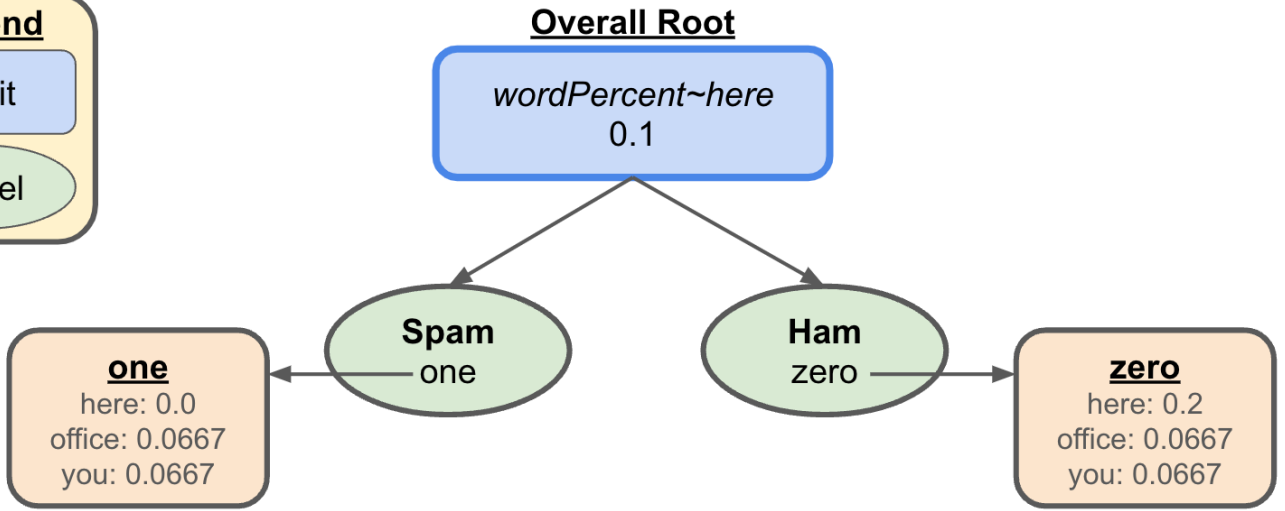 nd
it
el
Overall Root
wordPercent~here
0.1
Spam
one
Ham
zero
one
here: 0.0
office: 0.0667
you: 0.0667
zero
here: 0.2
office: 0.0667
you: 0.0667